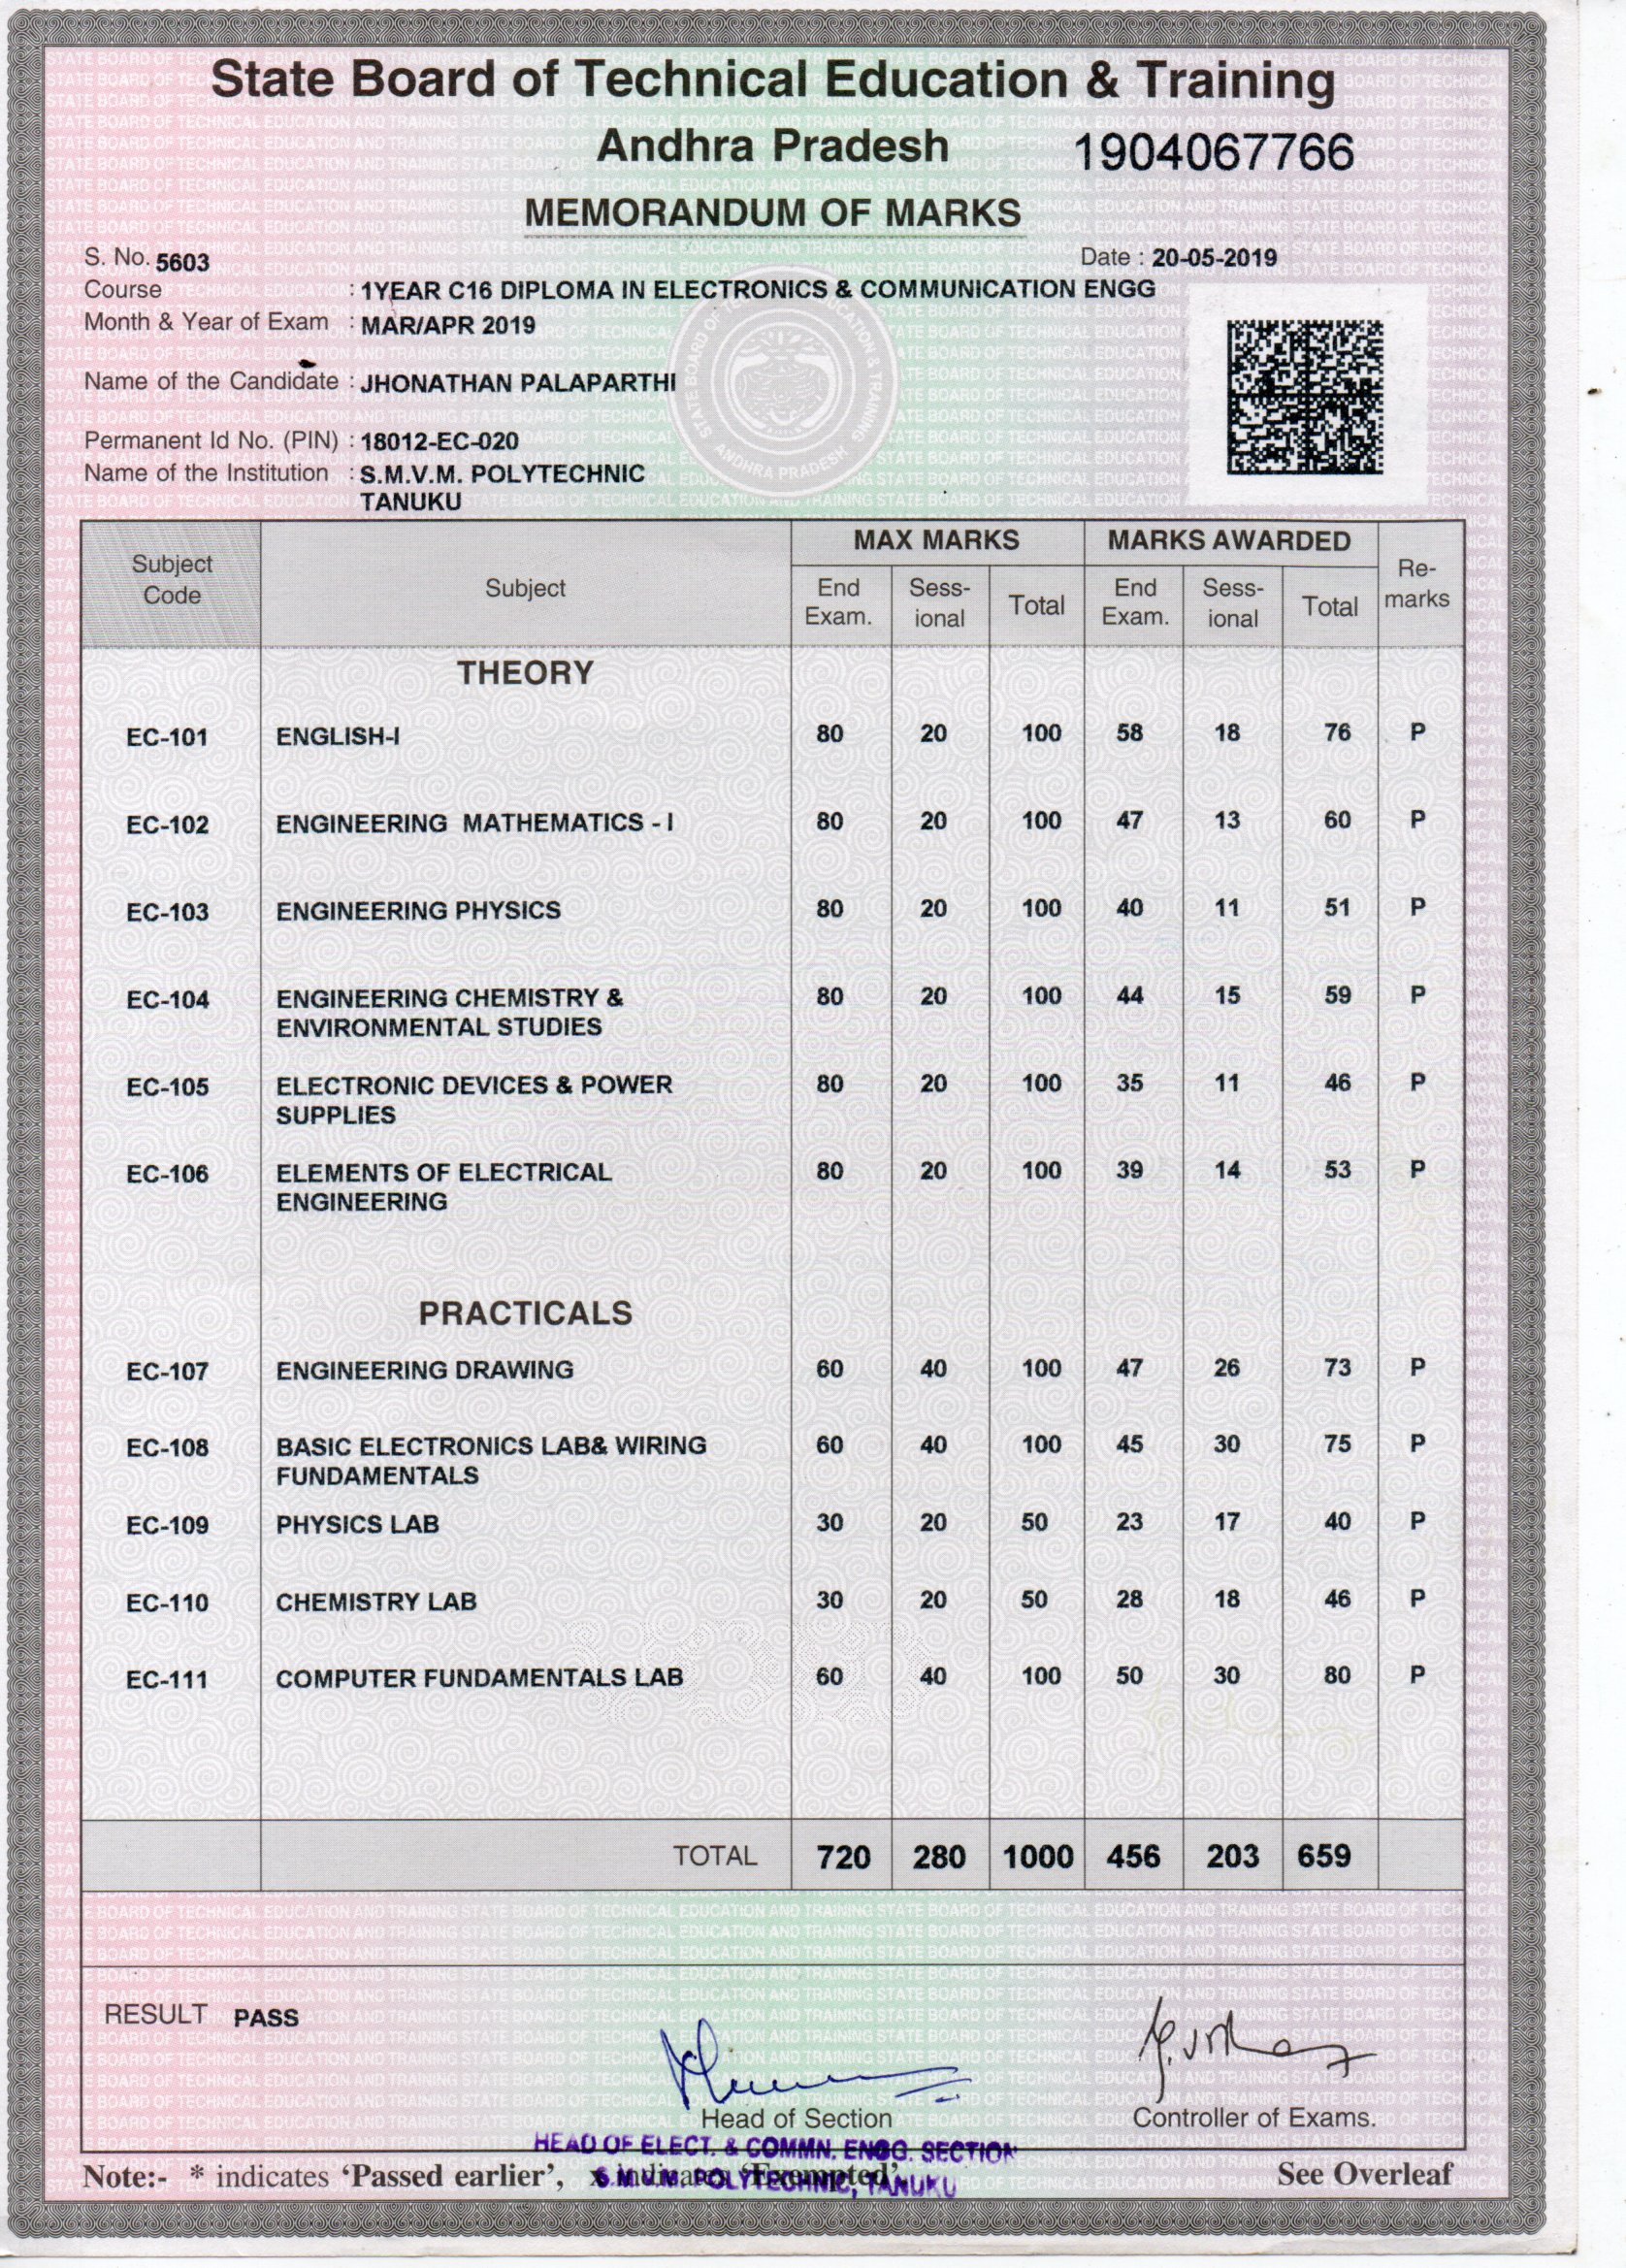 State Board of Technical Education & Training
Andhra Pradesh 1904067766
MEMORANDUM OF MARKS
S. No. 5603 Date : 20-05-2019
Course : 1YEAR C16 DIPLOMA IN ELECTRONICS & COMMUNICATION ENGG
Month & Year of Exam : MAR/APR 2019
Name of the Candidate : JHONATHAN PALAPARTHI
Permanent Id No. (PIN) : 18012-EC-020
Name of the Institution : S.M.V.M. POLYTECHNIC
TANUKU
STATE BOARD OF TECHNICAL EDUCATION & TRAINING
ANDHRA PRADESH
Subject Code Subject MAX MARKS MARKS AWARDED Re-marks
End Exam. Sess-ional Total End Exam. Sess-ional Total
THEORY
EC-101 ENGLISH-I 80 20 100 58 18 76 P
EC-102 ENGINEERING MATHEMATICS - I 80 20 100 47 13 60 P
EC-103 ENGINEERING PHYSICS 80 20 100 40 11 51 P
EC-104 ENGINEERING CHEMISTRY & 80 20 100 44 15 59 P
ENVIRONMENTAL STUDIES
EC-105 ELECTRONIC DEVICES & POWER 80 20 100 35 11 46 P
SUPPLIES
EC-106 ELEMENTS OF ELECTRICAL 80 20 100 39 14 53 P
ENGINEERING
PRACTICALS
EC-107 ENGINEERING DRAWING 60 40 100 47 26 73 P
EC-108 BASIC ELECTRONICS LAB& WIRING 60 40 100 45 30 75 P
FUNDAMENTALS
EC-109 PHYSICS LAB 30 20 50 23 17 40 P
EC-110 CHEMISTRY LAB 30 20 50 28 18 46 P
EC-111 COMPUTER FUNDAMENTALS LAB 60 40 100 50 30 80 P
TOTAL 720 280 1000 456 203 659
RESULT PASS
Head of Section Controller of Exams.
HEAD OF ELECT. & COMMN. ENGG. SECTION
S.M.V.M. POLYTECHNIC, TANUKU
Note:- * indicates ‘Passed earlier’, x indicates ‘Exempted’ See Overleaf